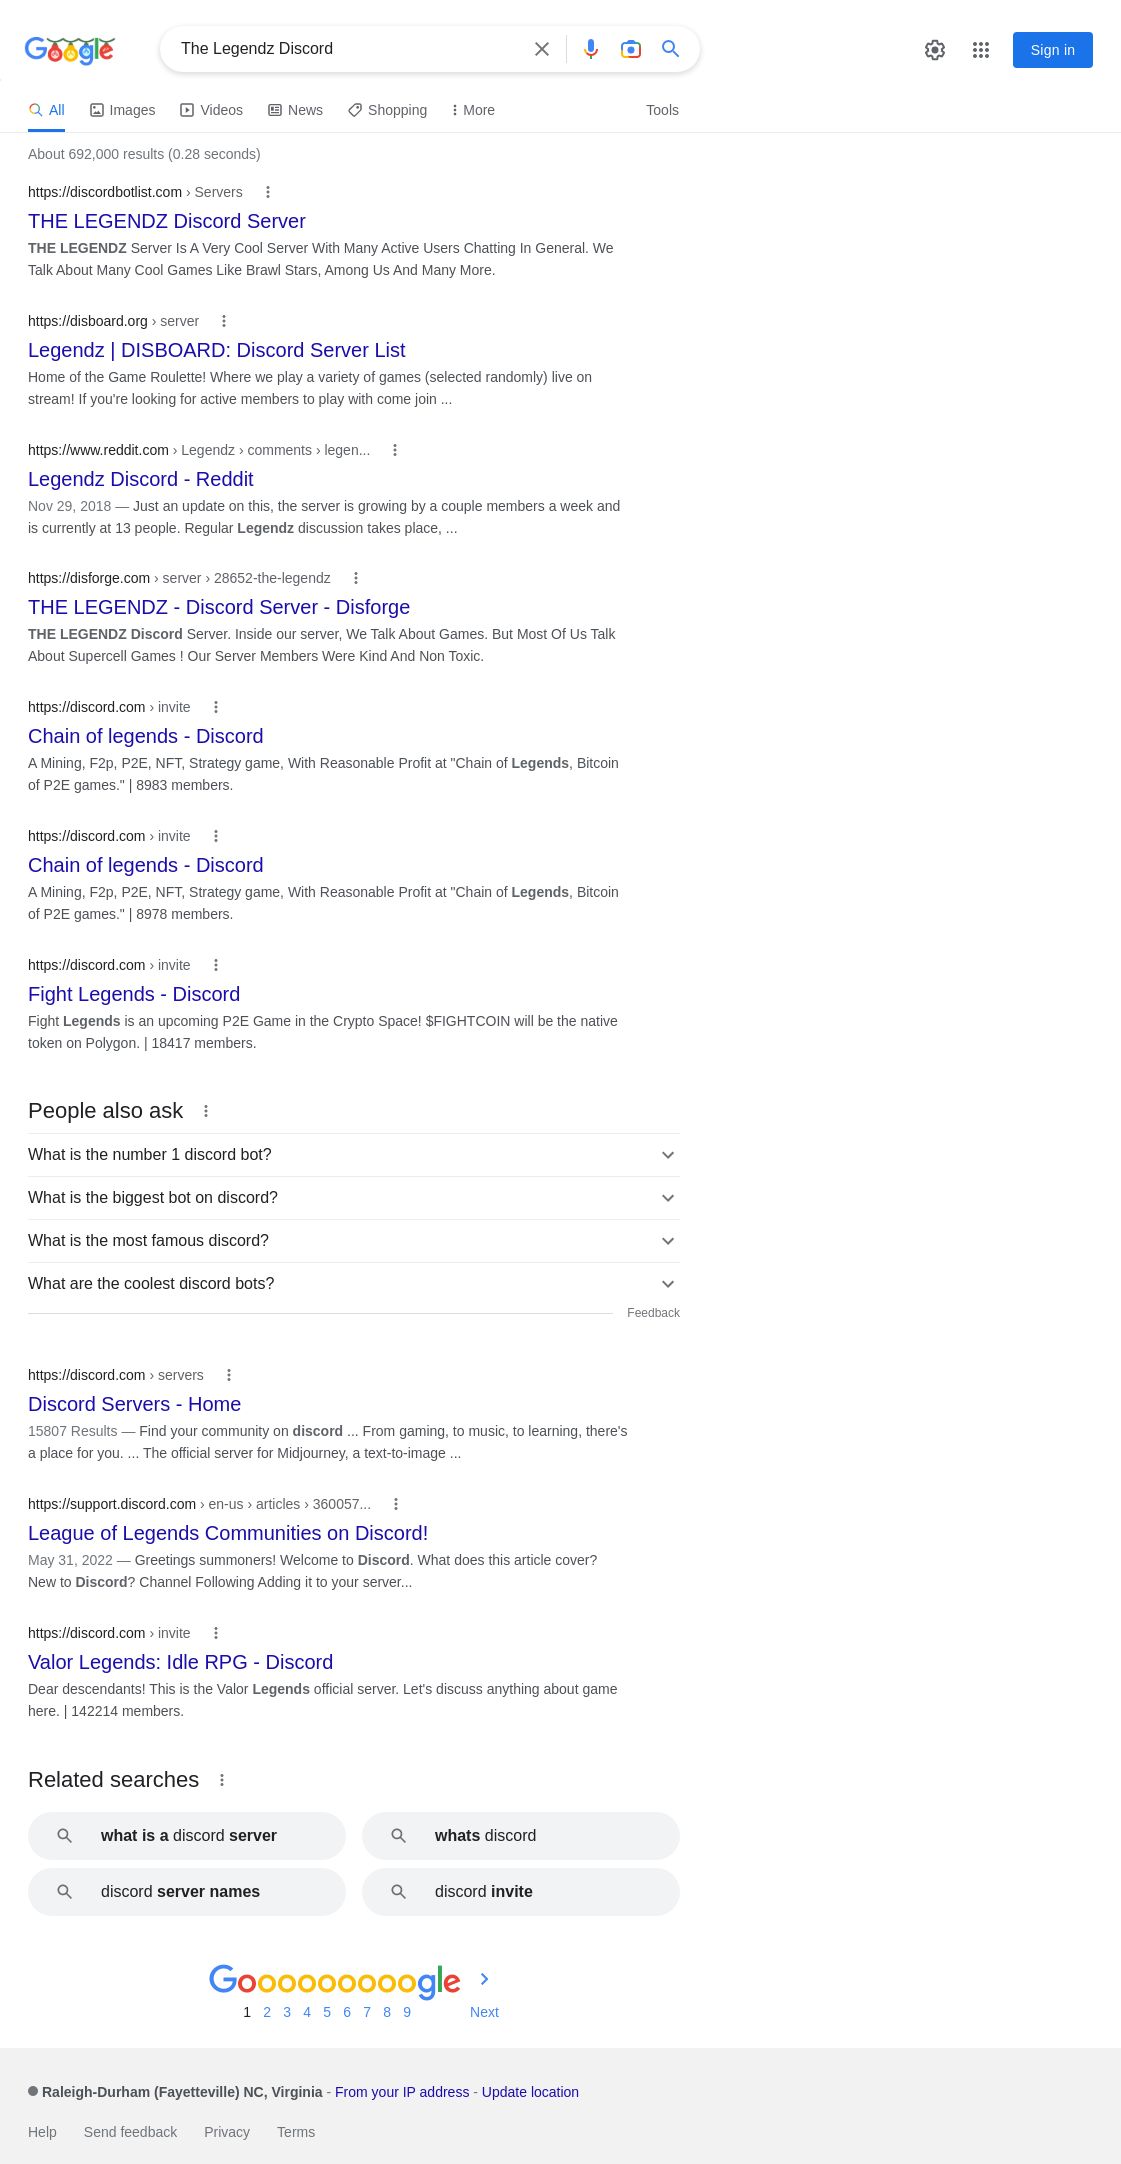 Google
The Legendz Discord
Sign in
All Images Videos News Shopping More Tools
About 692,000 results (0.28 seconds)
https://discordbotlist.com › Servers
THE LEGENDZ Discord Server
THE LEGENDZ Server Is A Very Cool Server With Many Active Users Chatting In General. We
Talk About Many Cool Games Like Brawl Stars, Among Us And Many More.
https://disboard.org › server
Legendz | DISBOARD: Discord Server List
Home of the Game Roulette! Where we play a variety of games (selected randomly) live on
stream! If you're looking for active members to play with come join ...
https://www.reddit.com › Legendz › comments › legen...
Legendz Discord - Reddit
Nov 29, 2018 — Just an update on this, the server is growing by a couple members a week and
is currently at 13 people. Regular Legendz discussion takes place, ...
https://disforge.com › server › 28652-the-legendz
THE LEGENDZ - Discord Server - Disforge
THE LEGENDZ Discord Server. Inside our server, We Talk About Games. But Most Of Us Talk
About Supercell Games ! Our Server Members Were Kind And Non Toxic.
https://discord.com › invite
Chain of legends - Discord
A Mining, F2p, P2E, NFT, Strategy game, With Reasonable Profit at "Chain of Legends, Bitcoin
of P2E games." | 8983 members.
https://discord.com › invite
Chain of legends - Discord
A Mining, F2p, P2E, NFT, Strategy game, With Reasonable Profit at "Chain of Legends, Bitcoin
of P2E games." | 8978 members.
https://discord.com › invite
Fight Legends - Discord
Fight Legends is an upcoming P2E Game in the Crypto Space! $FIGHTCOIN will be the native
token on Polygon. | 18417 members.
People also ask
What is the number 1 discord bot?
What is the biggest bot on discord?
What is the most famous discord?
What are the coolest discord bots?
Feedback
https://discord.com › servers
Discord Servers - Home
15807 Results — Find your community on discord ... From gaming, to music, to learning, there's
a place for you. ... The official server for Midjourney, a text-to-image ...
https://support.discord.com › en-us › articles › 360057...
League of Legends Communities on Discord!
May 31, 2022 — Greetings summoners! Welcome to Discord. What does this article cover?
New to Discord? Channel Following Adding it to your server...
https://discord.com › invite
Valor Legends: Idle RPG - Discord
Dear descendants! This is the Valor Legends official server. Let's discuss anything about game
here. | 142214 members.
Related searches
what is a discord server
whats discord
discord server names
discord invite
Goooooooooogle
1 2 3 4 5 6 7 8 9 Next
Raleigh-Durham (Fayetteville) NC, Virginia - From your IP address - Update location
Help Send feedback Privacy Terms